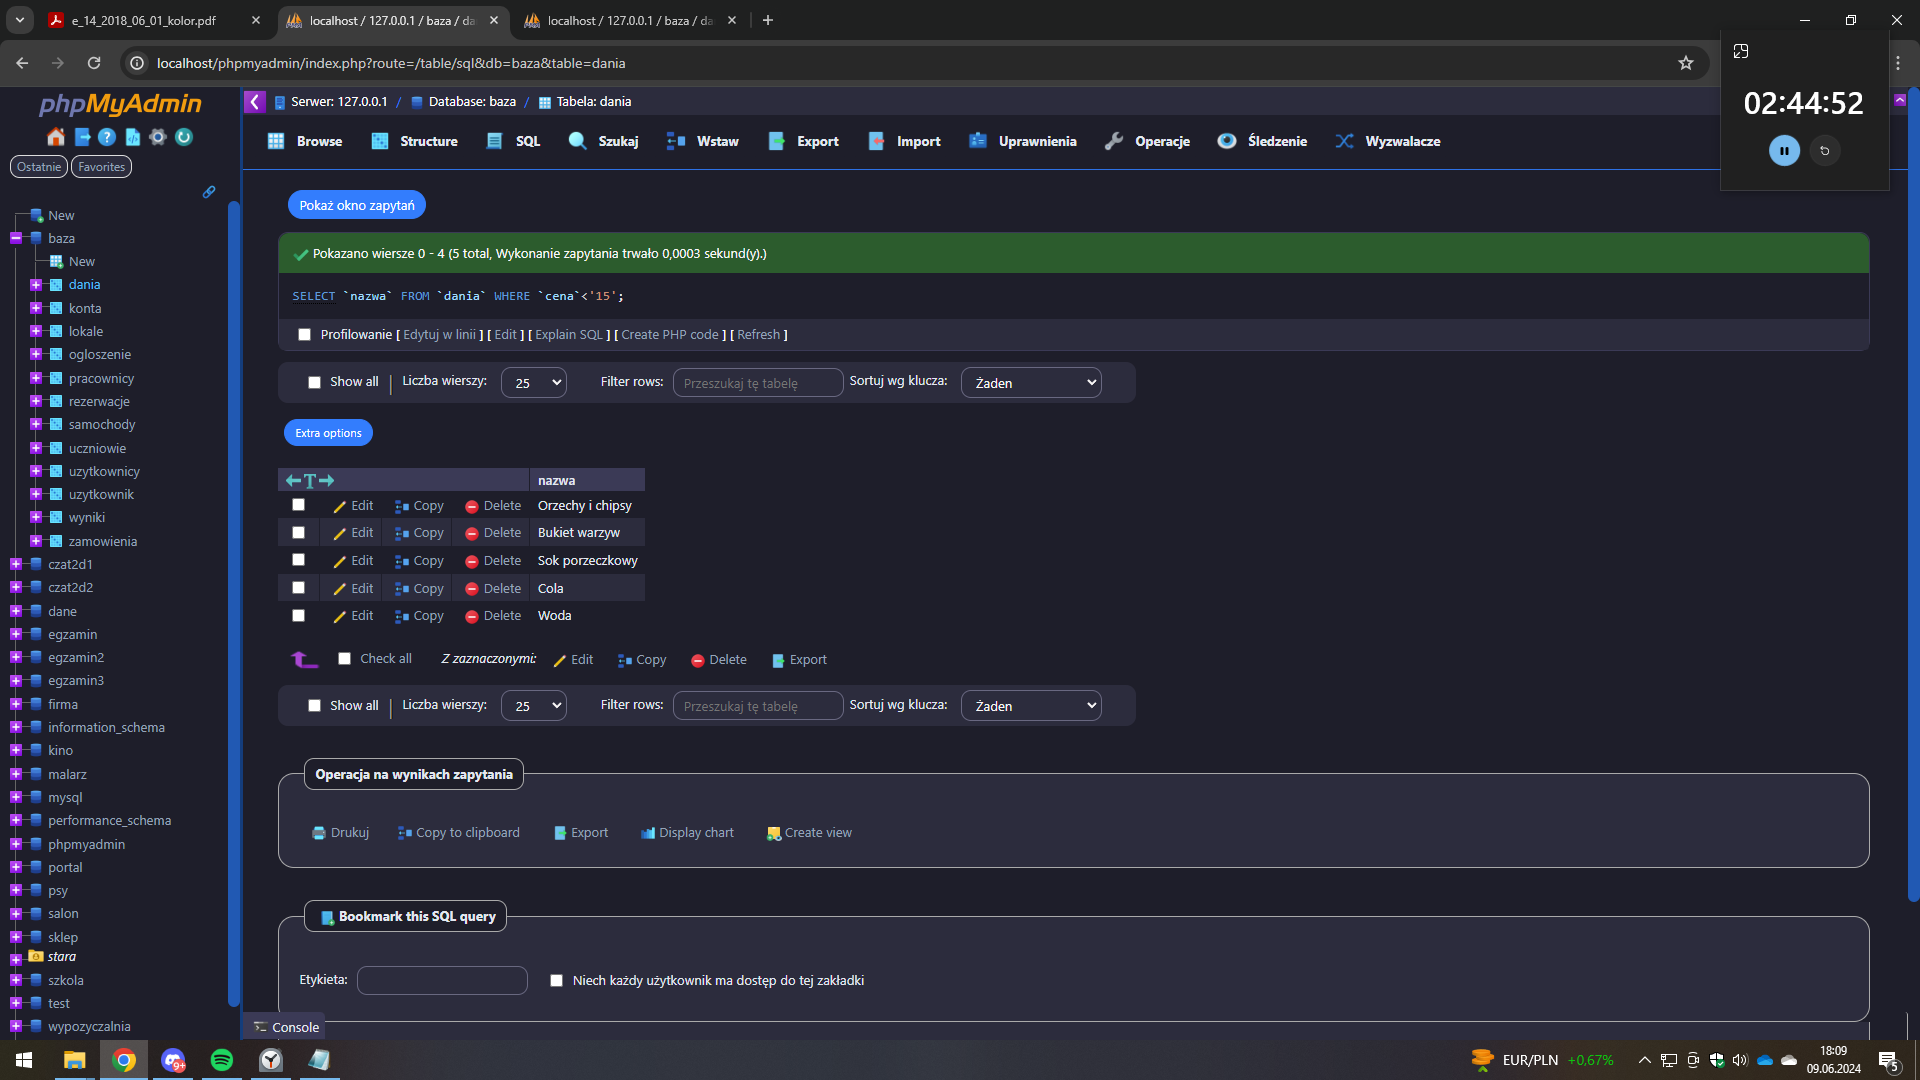 e_14_2018_06_01_kolor.pdf
localhost / 127.0.0.1 / baza / da
localhost / 127.0.0.1 / baza / da
localhost/phpmyadmin/index.php?route=/table/sql&db=baza&table=dania
02:44:52
phpMyAdmin
Ostatnie
Favorites
New
baza
New
dania
konta
lokale
ogloszenie
pracownicy
rezerwacje
samochody
uczniowie
uzytkownicy
uzytkownik
wyniki
zamowienia
czat2d1
czat2d2
dane
egzamin
egzamin2
egzamin3
firma
information_schema
kino
malarz
mysql
performance_schema
phpmyadmin
portal
psy
salon
sklep
stara
szkola
test
wypozyczalnia
Serwer: 127.0.0.1 / Database: baza / Tabela: dania
Browse Structure SQL Szukaj Wstaw Export Import Uprawnienia Operacje Śledzenie Wyzwalacze
Pokaż okno zapytań
Pokazano wiersze 0 - 4 (5 total, Wykonanie zapytania trwało 0,0003 sekund(y).)
SELECT `nazwa` FROM `dania` WHERE `cena`<'15';
Profilowanie [ Edytuj w linii ] [ Edit ] [ Explain SQL ] [ Create PHP code ] [ Refresh ]
Show all | Liczba wierszy: 25 Filter rows: Przeszukaj tę tabelę Sortuj wg klucza: Żaden
Extra options
←T→ nazwa
Edit Copy Delete Orzechy i chipsy
Edit Copy Delete Bukiet warzyw
Edit Copy Delete Sok porzeczkowy
Edit Copy Delete Cola
Edit Copy Delete Woda
Check all Z zaznaczonymi: Edit Copy Delete Export
Show all | Liczba wierszy: 25 Filter rows: Przeszukaj tę tabelę Sortuj wg klucza: Żaden
Operacja na wynikach zapytania
Drukuj Copy to clipboard Export Display chart Create view
Bookmark this SQL query
Etykieta: Niech każdy użytkownik ma dostęp do tej zakładki
Console
9+
EUR/PLN +0,67%
18:09
09.06.2024
5